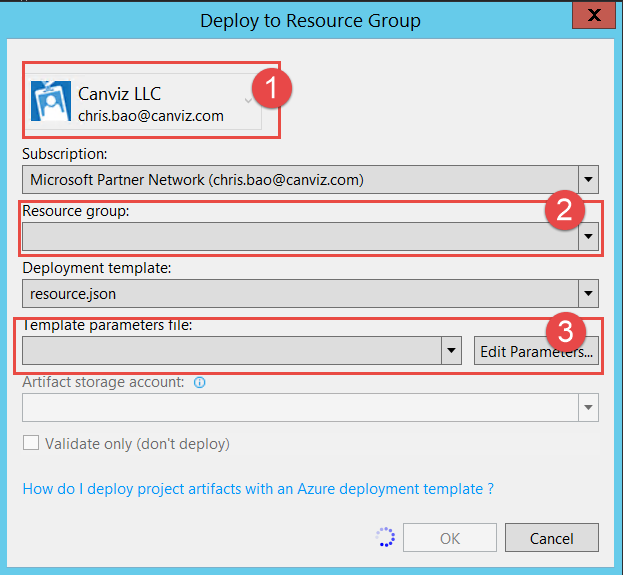 Deploy to Resource Group
X
1
Canviz LLC
chris.bao@canviz.com
Subscription:
Microsoft Partner Network (chris.bao@canviz.com)
Resource group:
2
Deployment template:
resource.json
Template parameters file:
3
Edit Parameters...
Artifact storage account:
Validate only (don't deploy)
How do I deploy project artifacts with an Azure deployment template ?
OK
Cancel